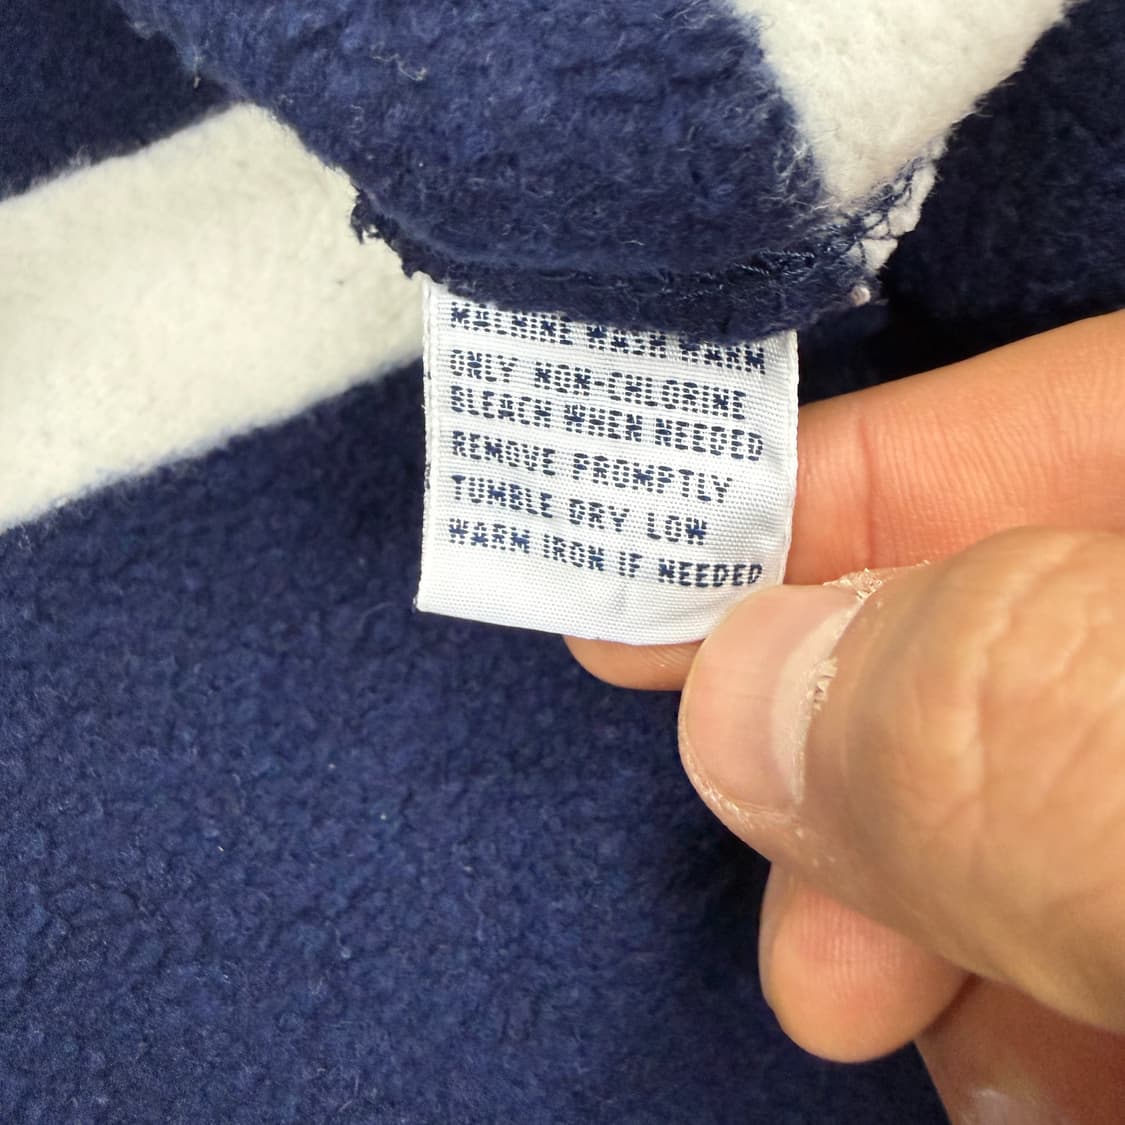 MACHINE WASH WARM
ONLY NON-CHLORINE
BLEACH WHEN NEEDED
REMOVE PROMPTLY
TUMBLE DRY LOW
WARM IRON IF NEEDED